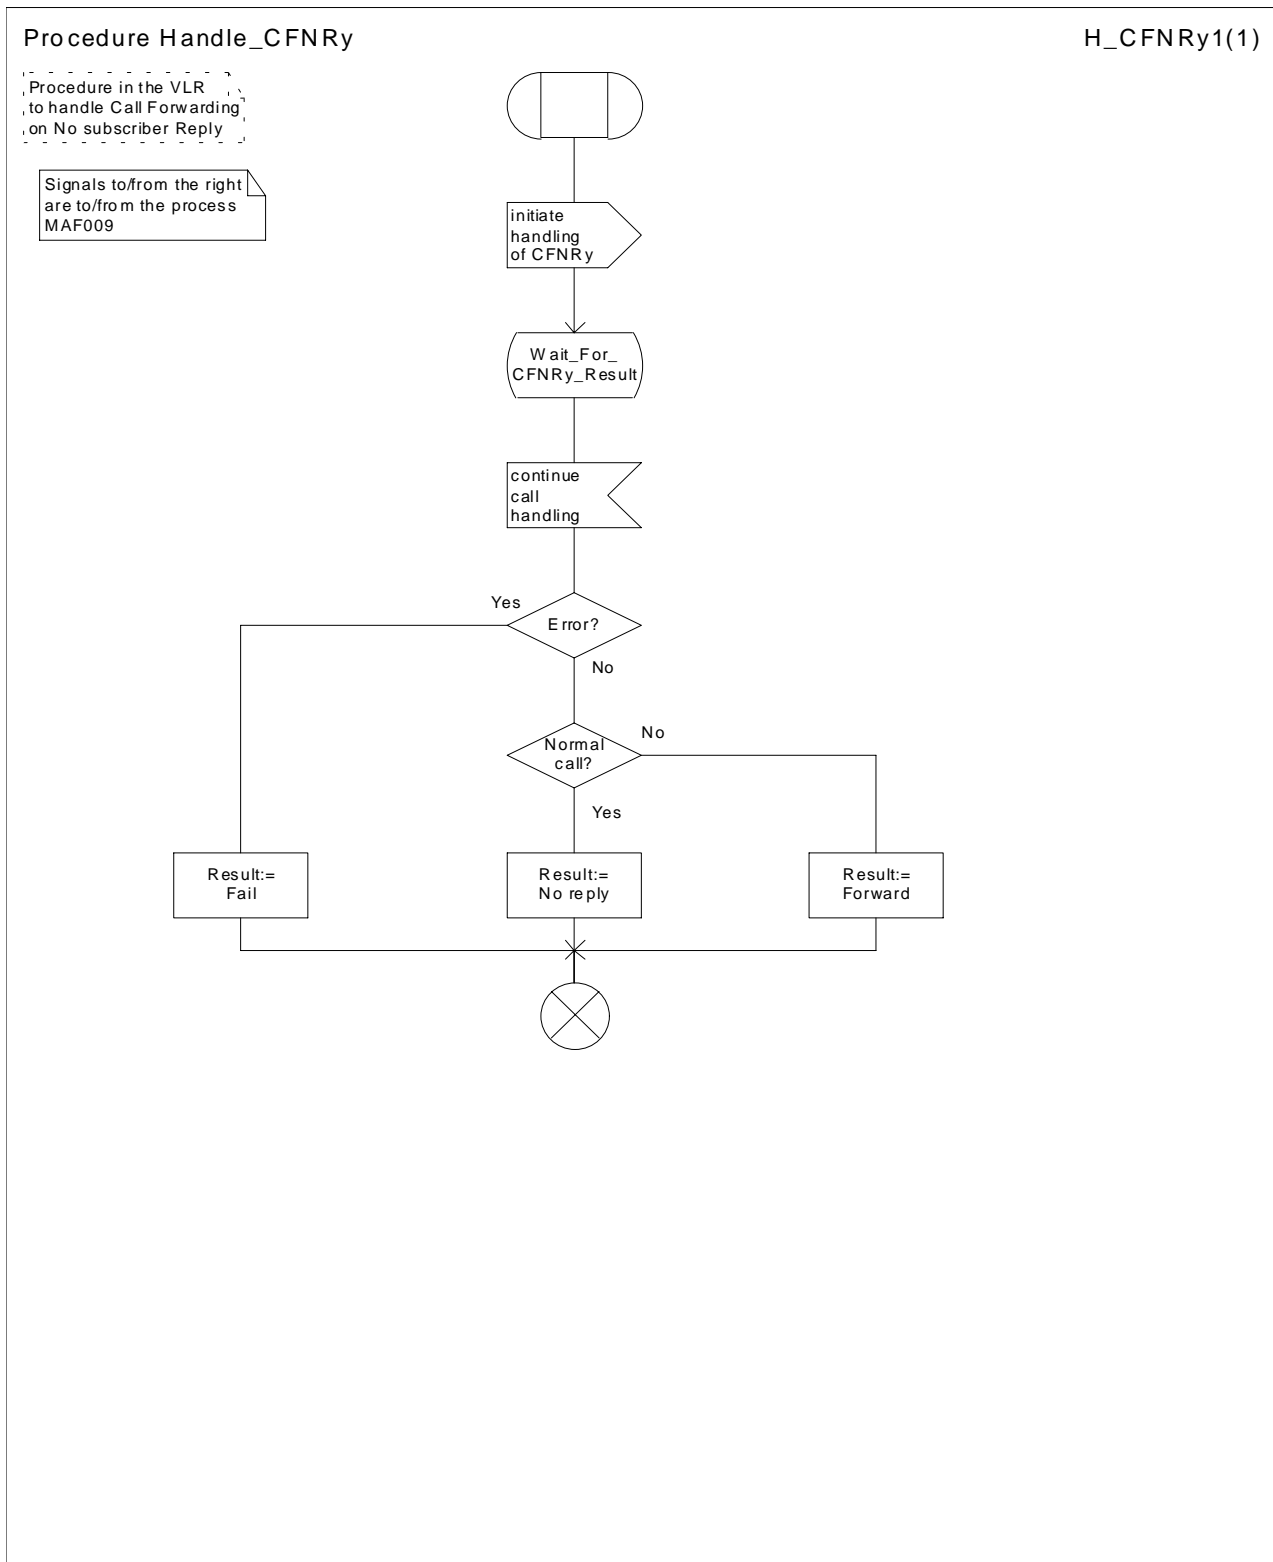 Procedure Handle_CFNRy
H_CFNRy1(1)
Procedure in the VLR
to handle Call Forwarding
on No subscriber Reply
Signals to/from the right
are to/from the process
MAF009
initiate
handling
of CFNRy
Wait_For_
CFNRy_Result
continue
call
handling
Yes
Error?
No
Normal
call?
No
Yes
Result:=
Fail
Result:=
No reply
Result:=
Forward